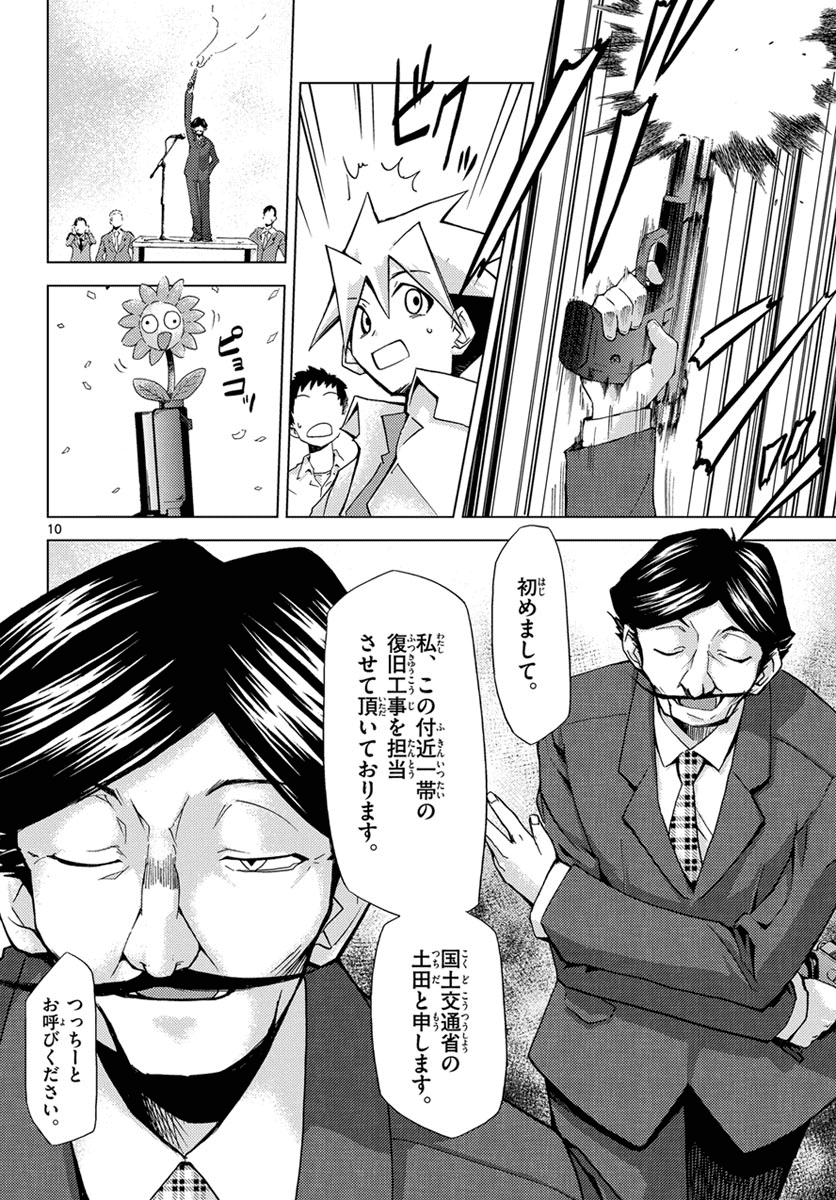 ビクッ
ピョコッ
10
初めまして。
私、この付近一帯の
復旧工事を担当
させて頂いております。
国土交通省の
土田と申します。
つっちーと
お呼びください。